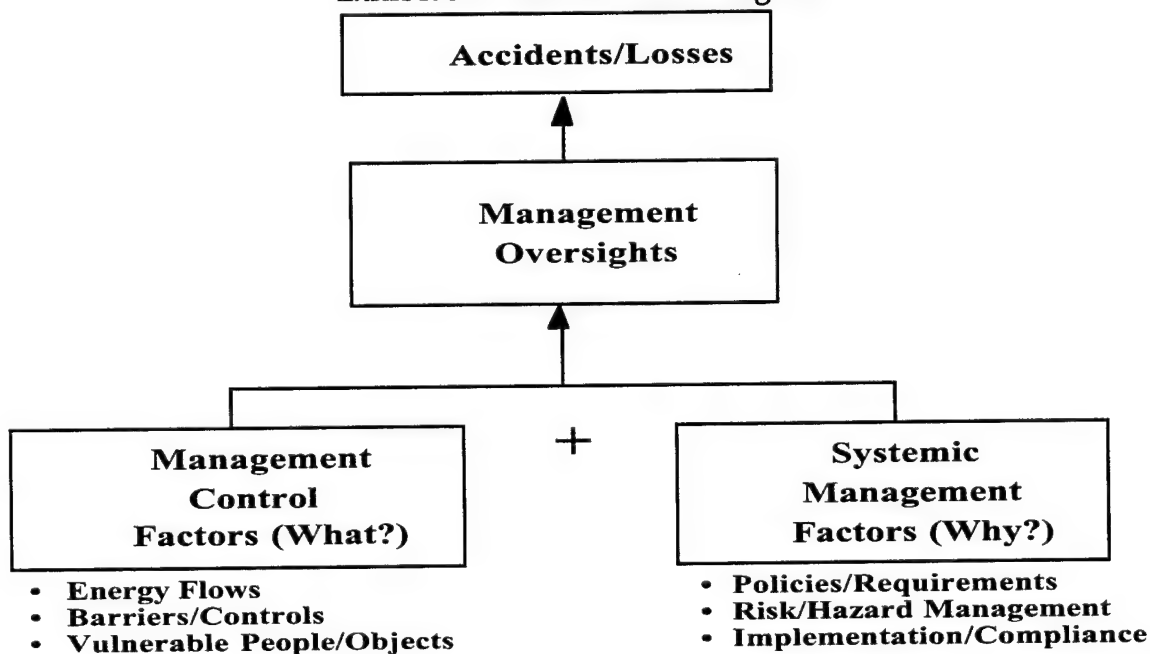 Accidents/Losses
Management
Oversights
Management
Control
Factors (What?)
+
Systemic
Management
Factors (Why?)
• Energy Flows
• Barriers/Controls
• Vulnerable People/Objects
• Policies/Requirements
• Risk/Hazard Management
• Implementation/Compliance